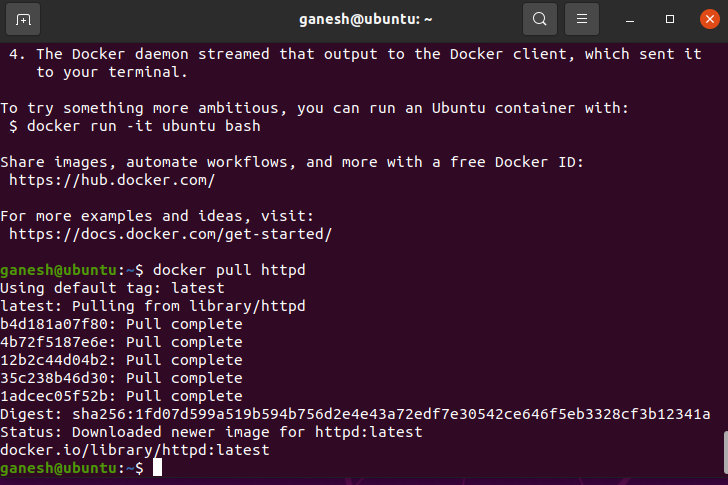 ganesh@ubuntu: ~
4. The Docker daemon streamed that output to the Docker client, which sent it
to your terminal.
To try something more ambitious, you can run an Ubuntu container with:
$ docker run -it ubuntu bash
Share images, automate workflows, and more with a free Docker ID:
https://hub.docker.com/
For more examples and ideas, visit:
https://docs.docker.com/get-started/
ganesh@ubuntu:~$ docker pull httpd
Using default tag: latest
latest: Pulling from library/httpd
b4d181a07f80: Pull complete
4b72f5187e6e: Pull complete
12b2c44d04b2: Pull complete
35c238b46d30: Pull complete
1adcec05f52b: Pull complete
Digest: sha256:1fd07d599a519b594b756d2e4e43a72edf7e30542ce646f5eb3328cf3b12341a
Status: Downloaded newer image for httpd:latest
docker.io/library/httpd:latest
ganesh@ubuntu:~$